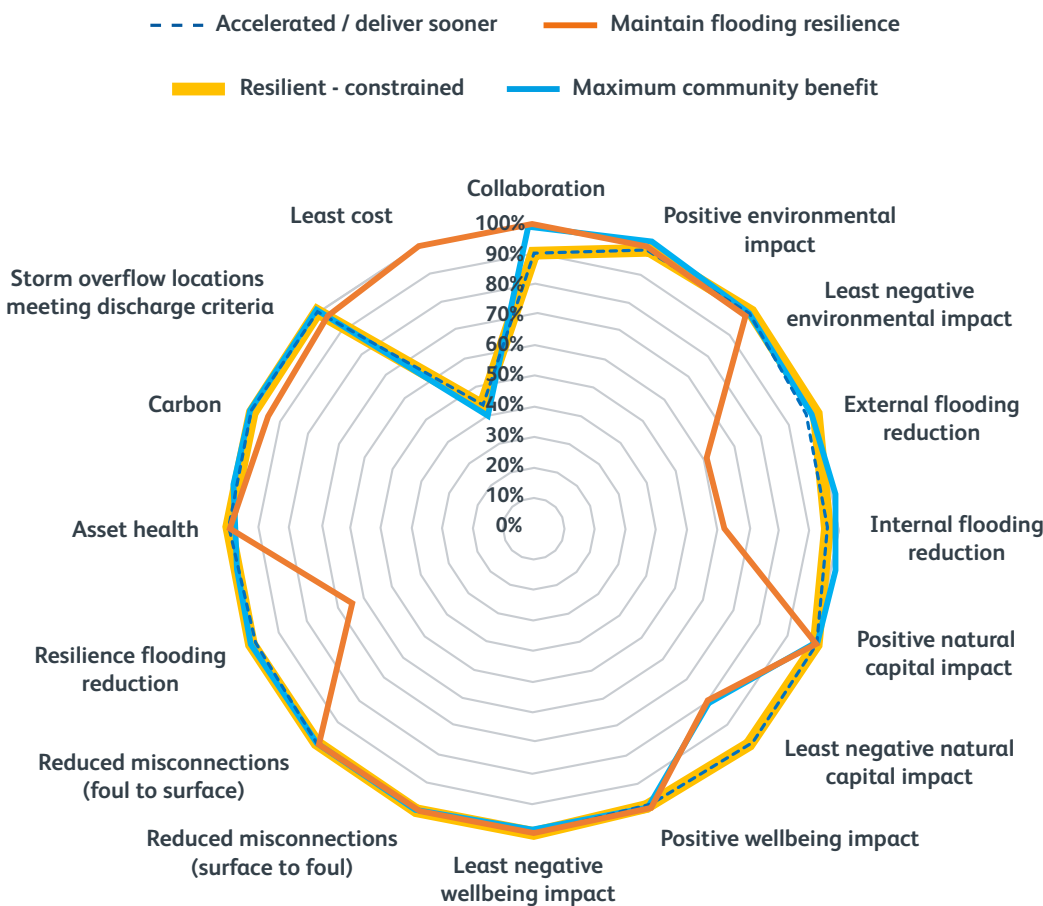 Accelerated / deliver sooner
Maintain flooding resilience
Resilient - constrained
Maximum community benefit
Collaboration
Positive environmental
impact
Least negative
environmental impact
External flooding
reduction
Internal flooding
reduction
Positive natural
capital impact
Least negative natural
capital impact
Positive wellbeing impact
Least negative
wellbeing impact
Reduced misconnections
(surface to foul)
Reduced misconnections
(foul to surface)
Resilience flooding
reduction
Asset health
Carbon
Storm overflow locations
meeting discharge criteria
Least cost
100%
90%
80%
70%
60%
50%
40%
30%
20%
10%
0%